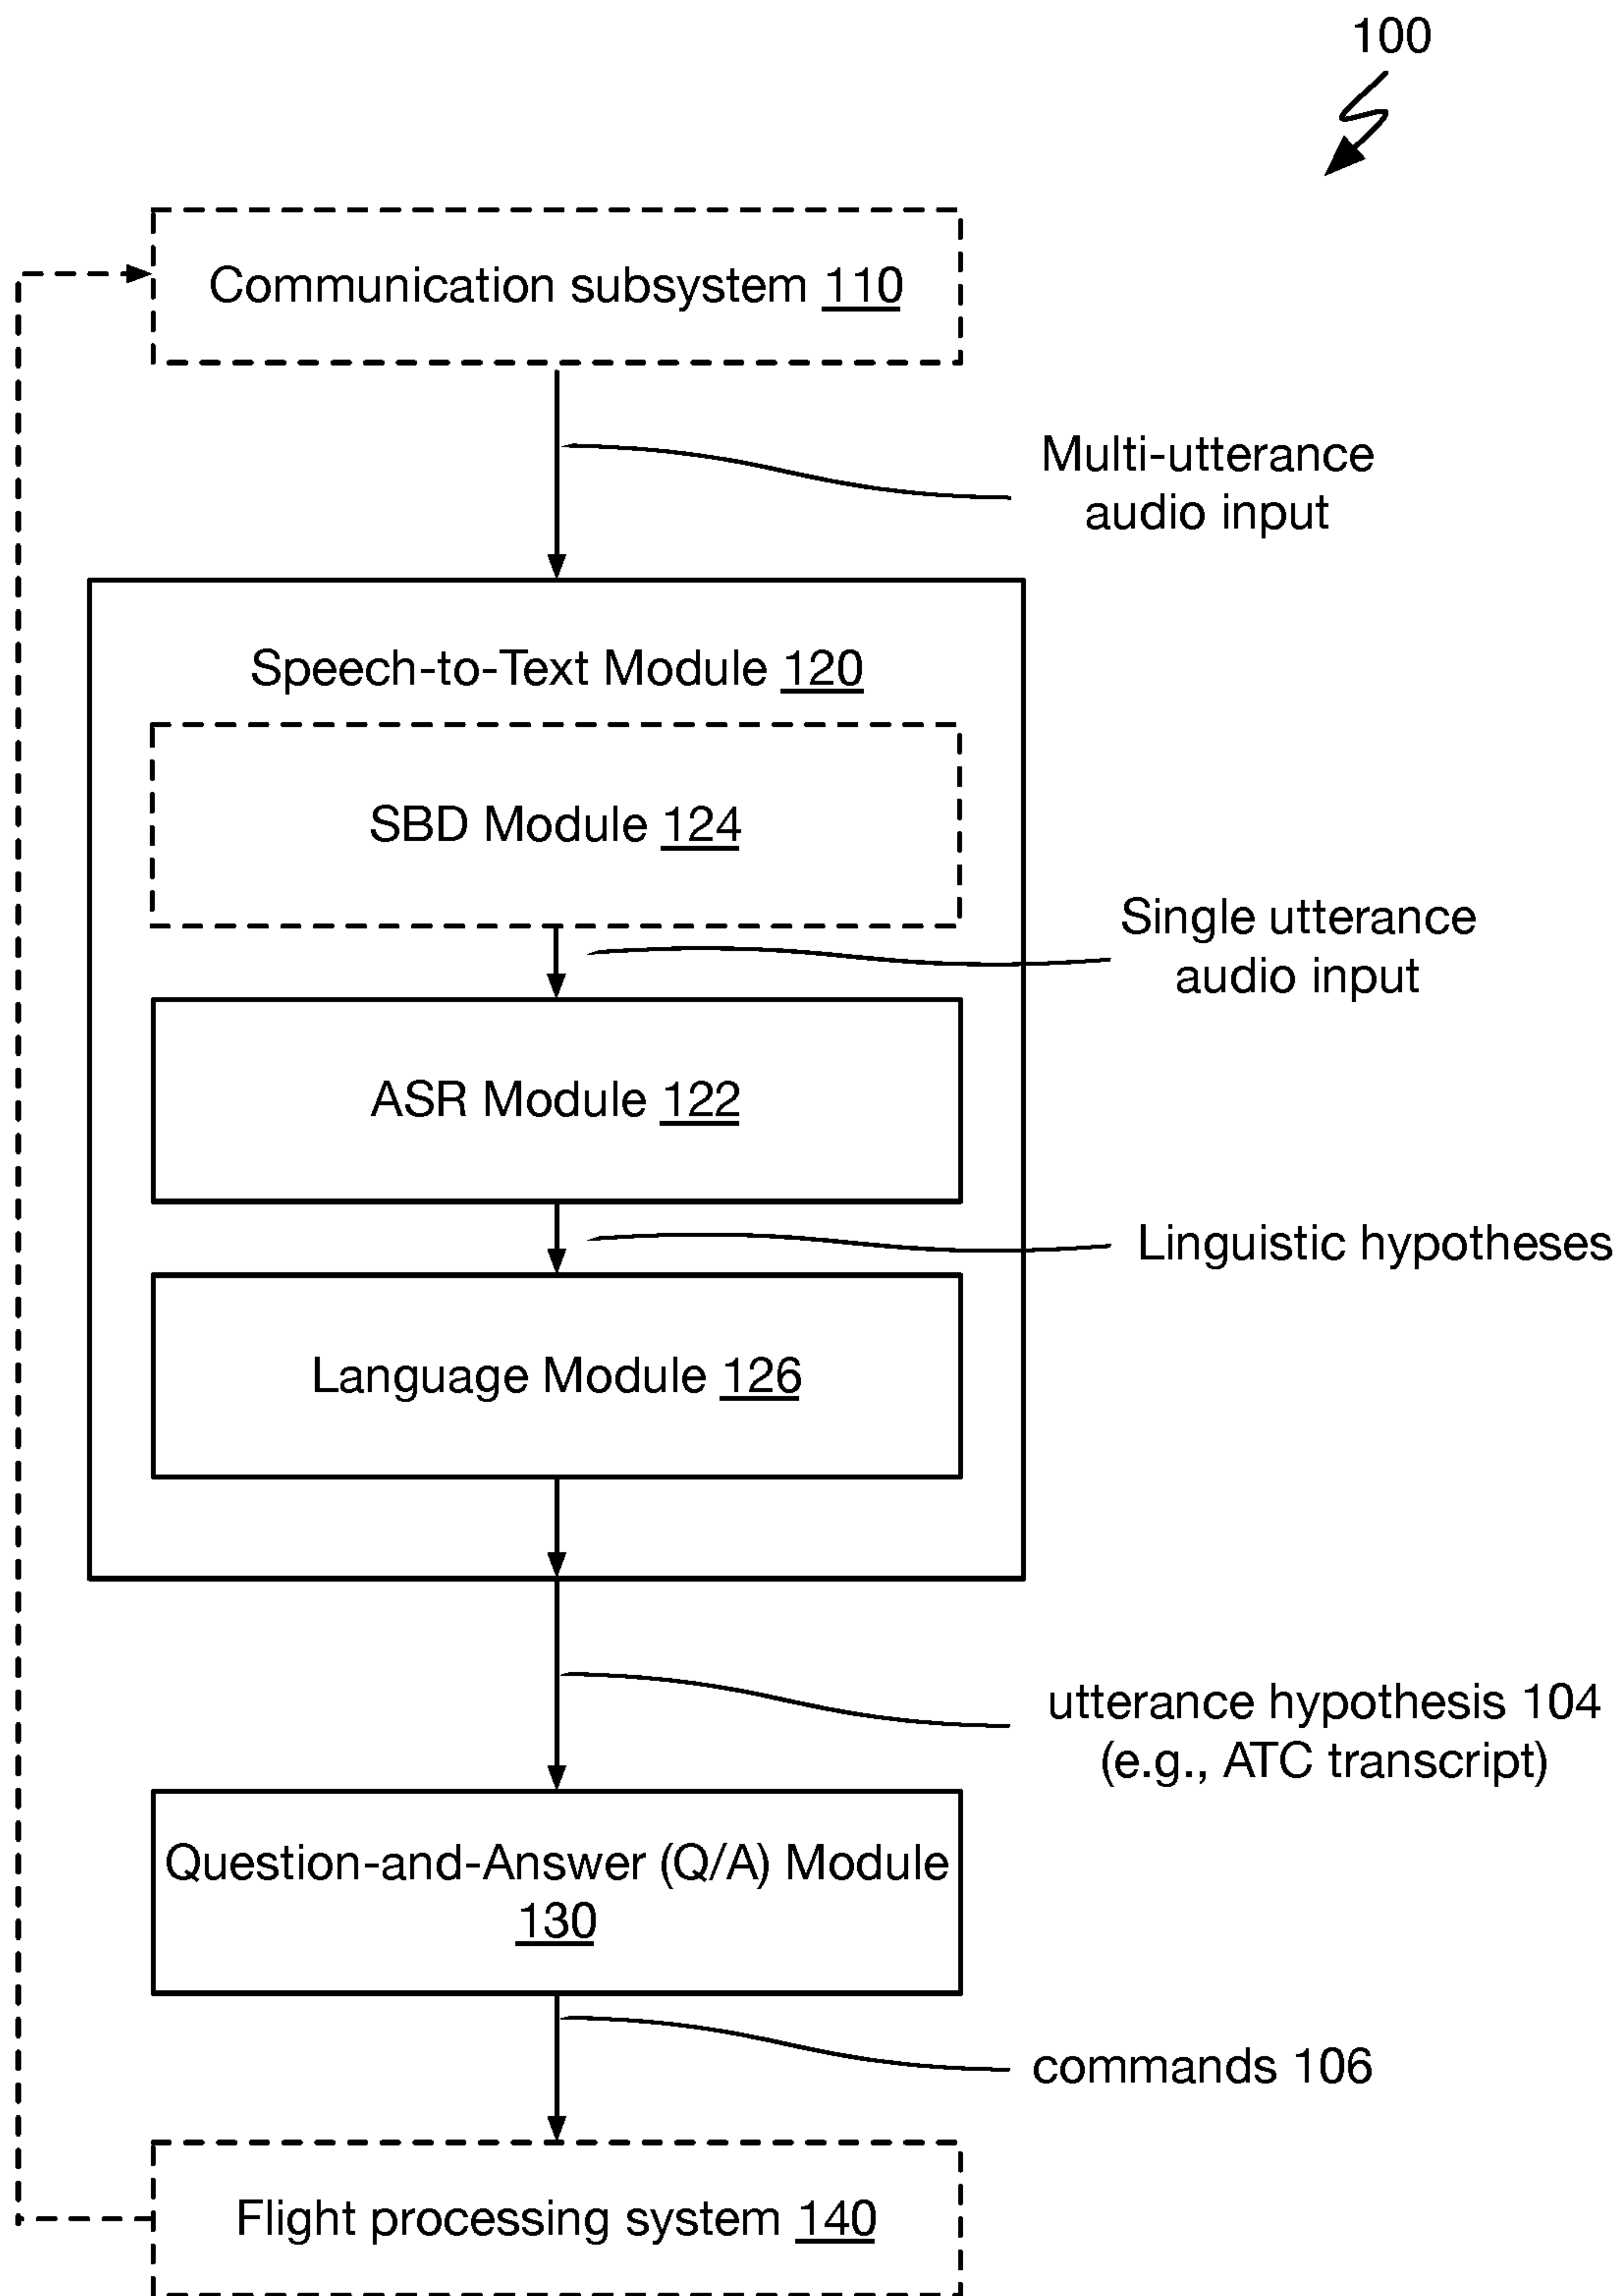 100
Communication subsystem 110
Multi-utterance
audio input
Speech-to-Text Module 120
SBD Module 124
Single utterance
audio input
ASR Module 122
Linguistic hypotheses
Language Module 126
utterance hypothesis 104
(e.g., ATC transcript)
Question-and-Answer (Q/A) Module
130
commands 106
Flight processing system 140